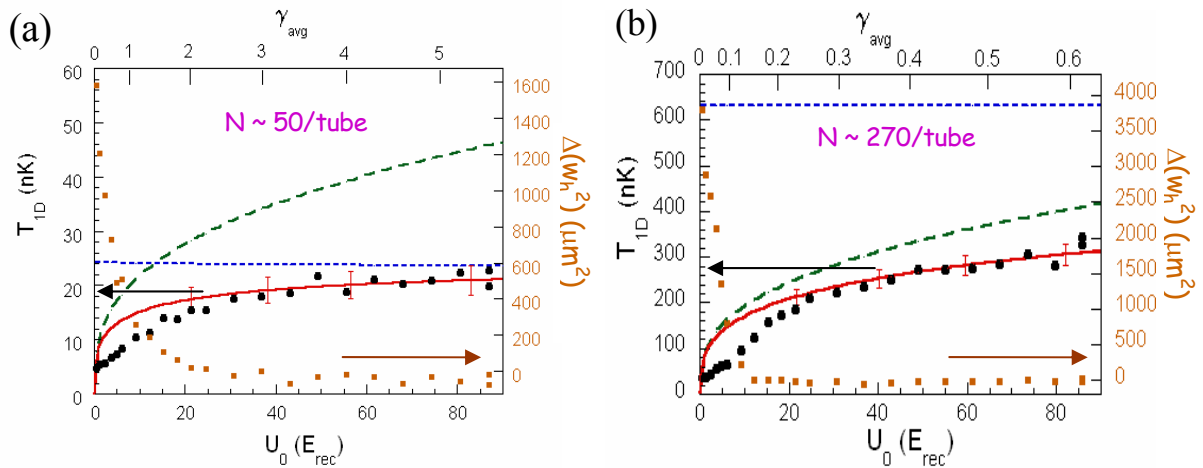 (a)
γavg
0 1 2 3 4 5
60
50
40
30
20
10
0
T1D (nK)
N ~ 50/tube
1600
1400
1200
1000
800
600
400
200
0
Δ(wh2) (μm2)
0 20 40 60 80
U0 (Erec)
(b)
γavg
0 0.1 0.2 0.3 0.4 0.5 0.6
700
600
500
400
300
200
100
0
T1D (nK)
N ~ 270/tube
4000
3500
3000
2500
2000
1500
1000
500
0
Δ(wh2) (μm2)
0 20 40 60 80
U0 (Erec)